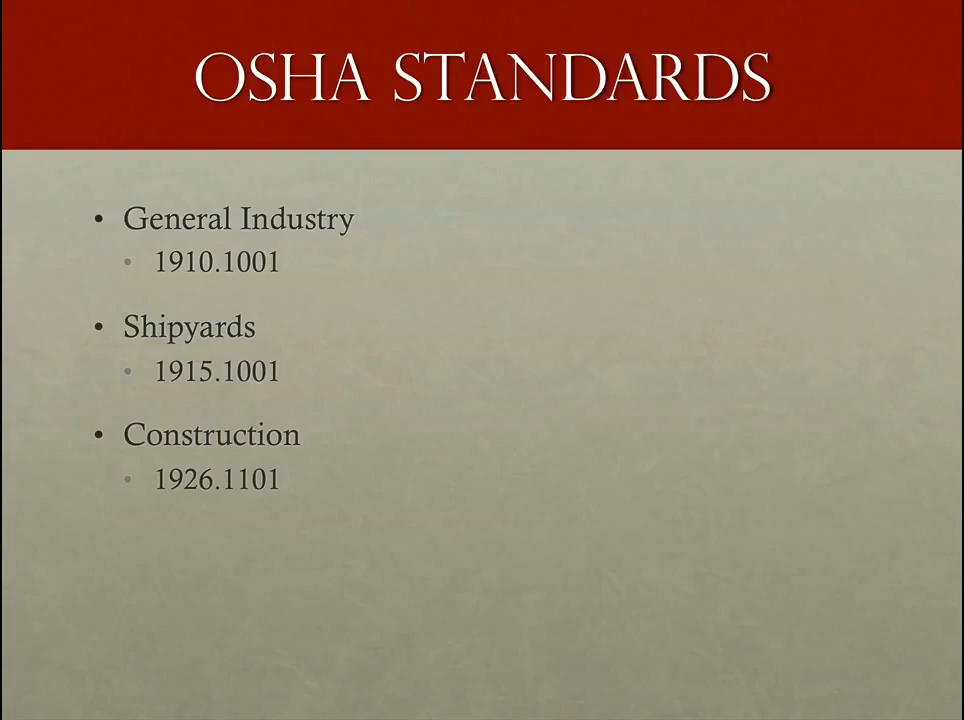 OSHA STANDARDS
• General Industry
• 1910.1001
• Shipyards
• 1915.1001
• Construction
• 1926.1101